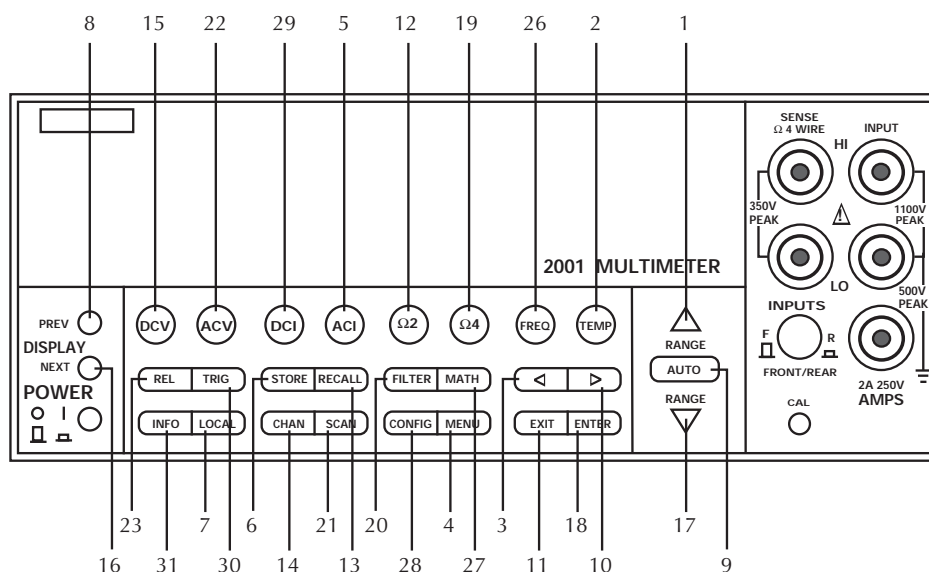 8 15 22 29 5 12 19 26 2 1
SENSE
Ω 4 WIRE
INPUT
HI
350V
PEAK
1100V
PEAK
2001 MULTIMETER
LO
500V
PEAK
INPUTS
F
R
FRONT/REAR
2A 250V
AMPS
CAL
PREV
DISPLAY
NEXT
POWER
DCV ACV DCI ACI Ω2 Ω4 FREQ TEMP
RANGE
AUTO
RANGE
REL TRIG STORE RECALL FILTER MATH
INFO LOCAL CHAN SCAN CONFIG MENU EXIT ENTER
23 7 6 21 20 4 3 18 17
16 31 30 14 13 28 27 11 10 9